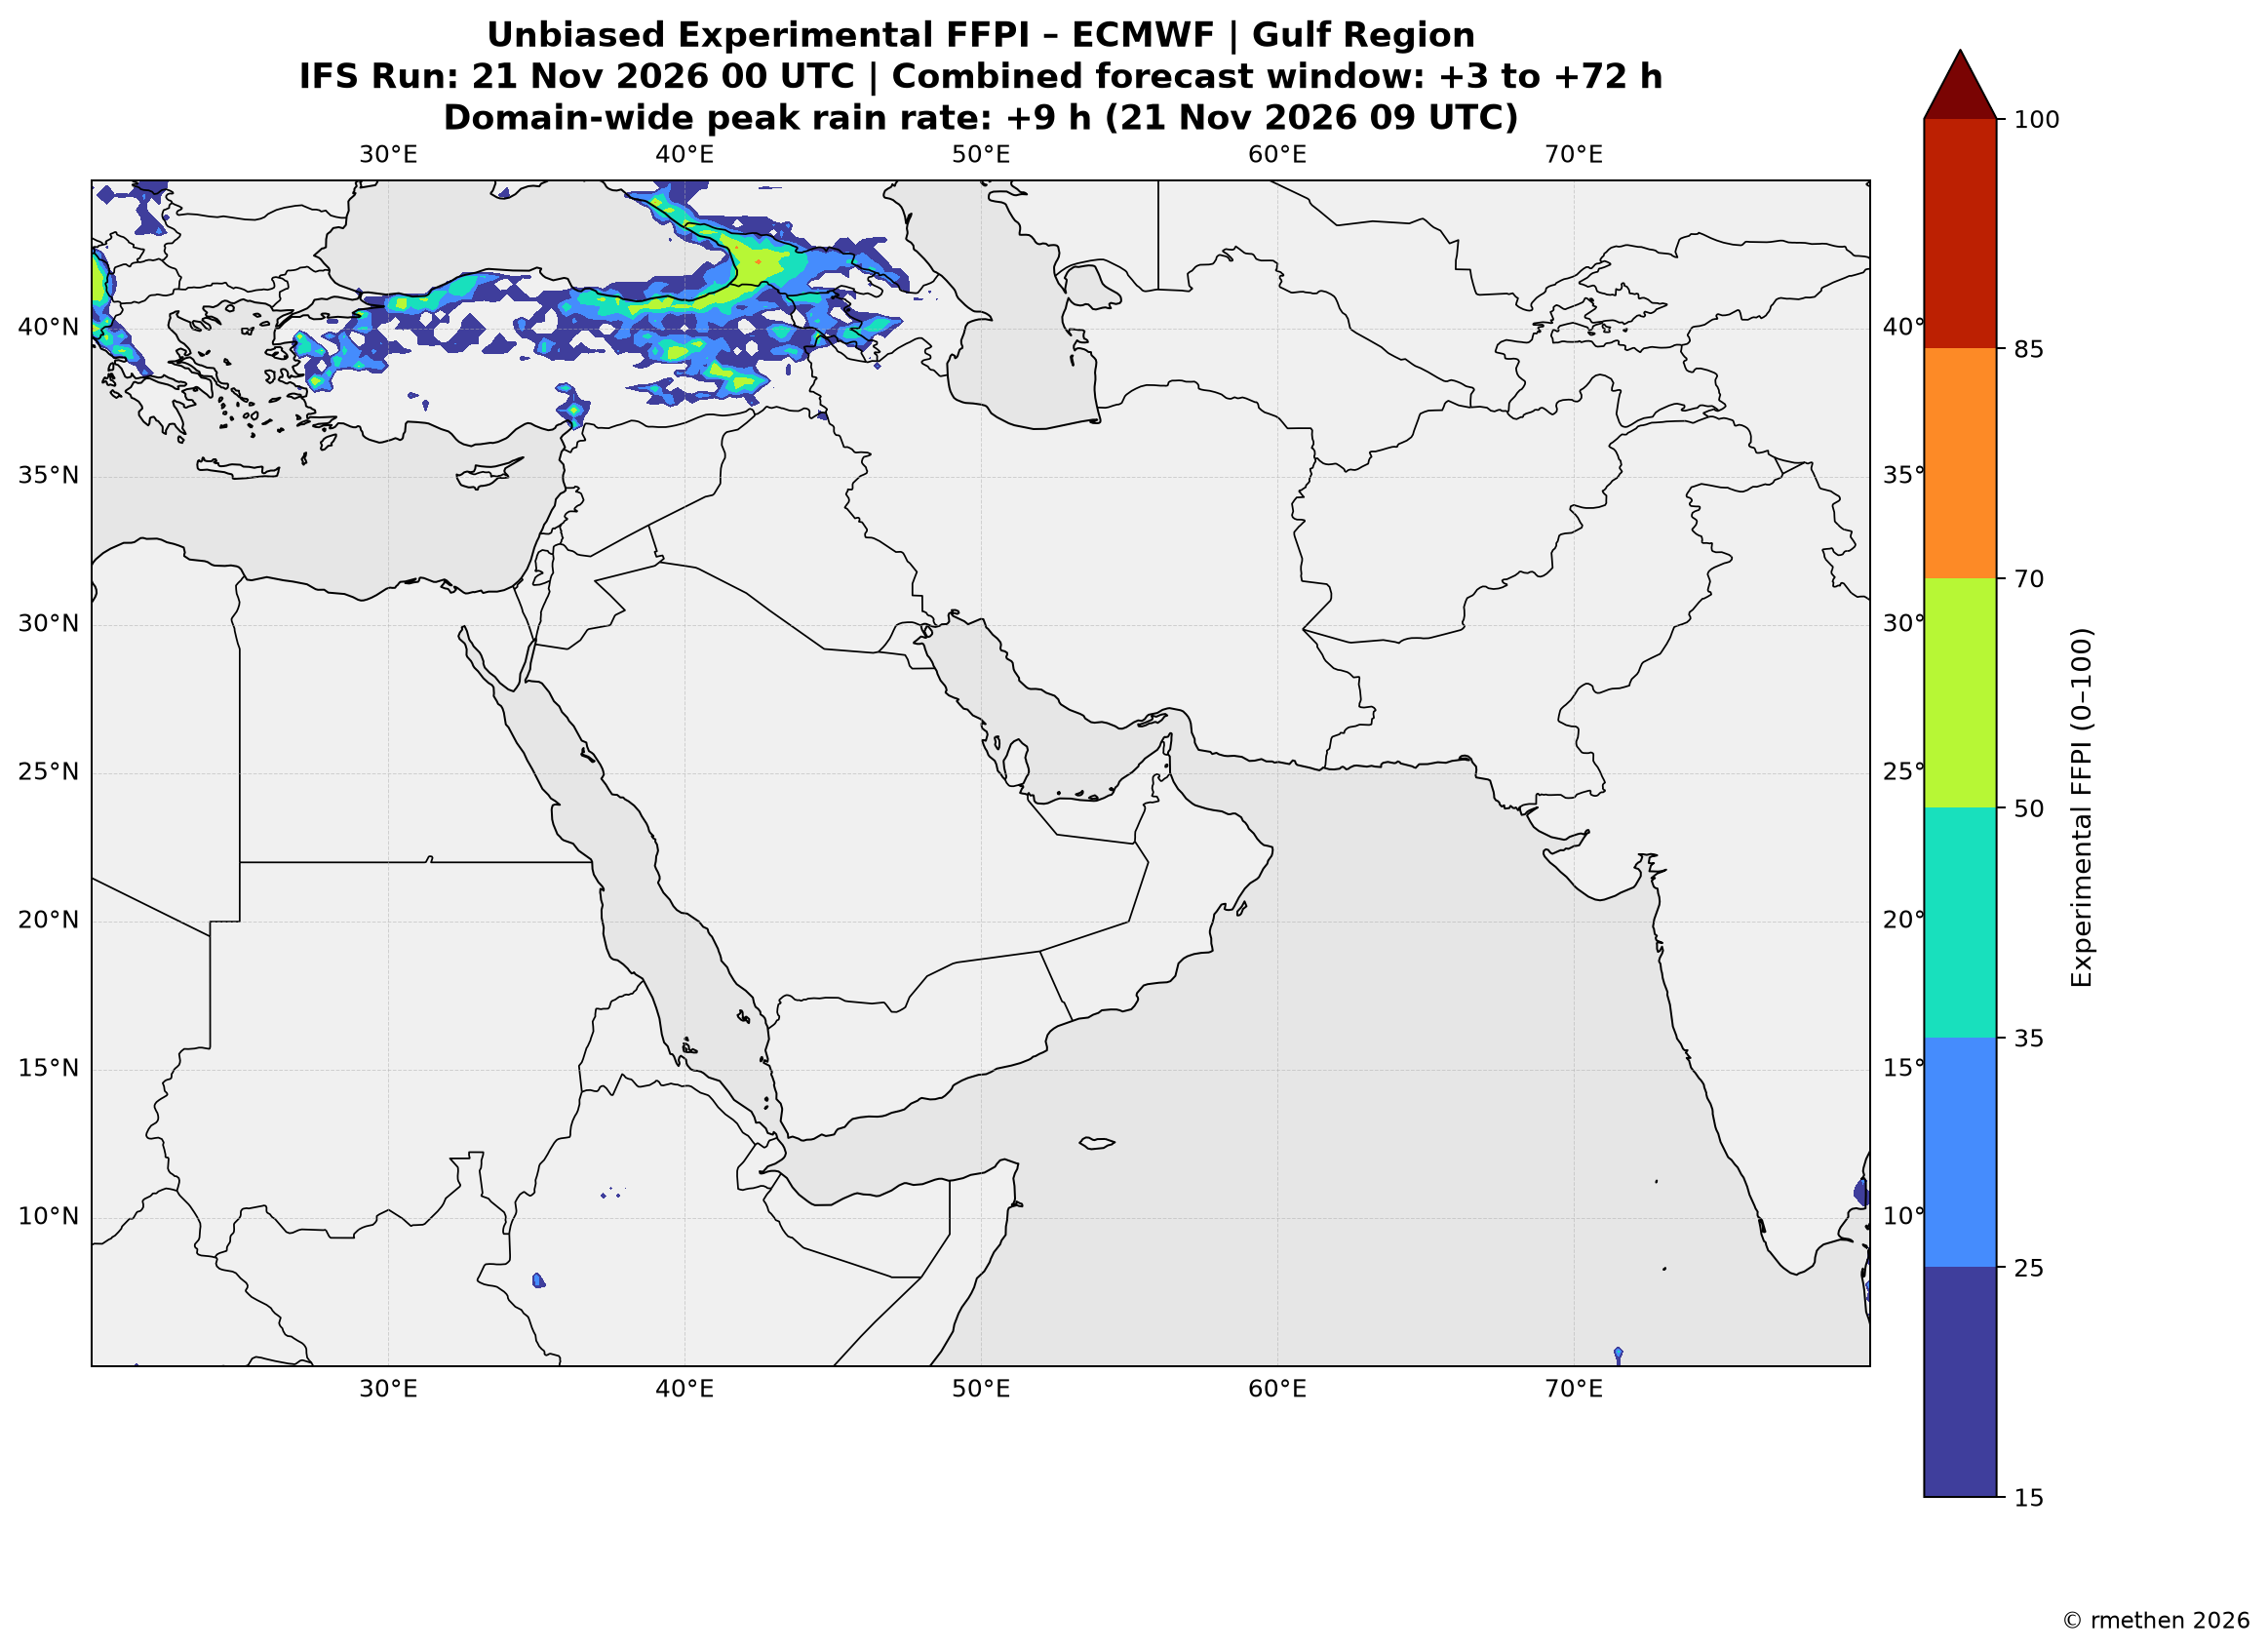 Unbiased Experimental FFPI – ECMWF | Gulf Region
IFS Run: 21 Nov 2026 00 UTC | Combined forecast window: +3 to +72 h
Domain-wide peak rain rate: +9 h (21 Nov 2026 09 UTC)
30°E 40°E 50°E 60°E 70°E
40°N 40°
35°N 35°
30°N 30°
25°N 25°
20°N 20°
15°N 15°
10°N 10°
30°E 40°E 50°E 60°E 70°E
100
85
70
50
35
25
15
Experimental FFPI (0–100)
© rmethen 2026